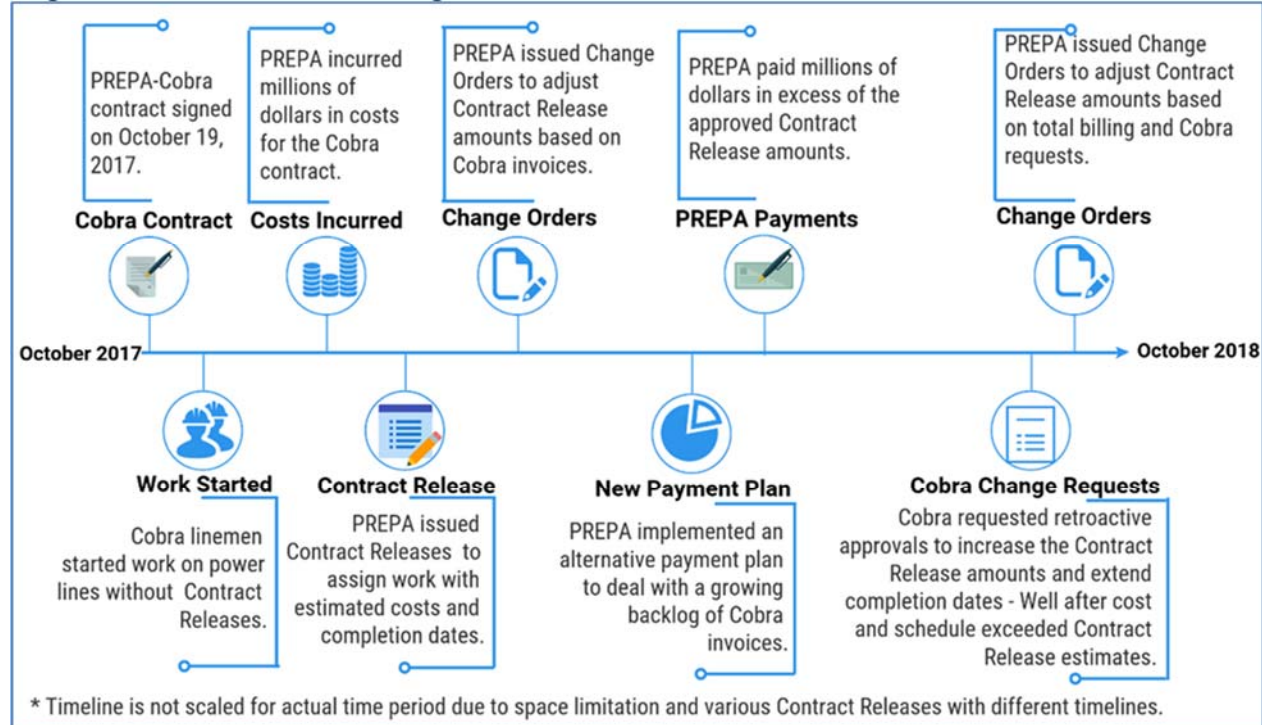 PREPA-Cobra
contract signed
on October 19,
2017.
Cobra Contract
PREPA incurred
millions of
dollars in costs
for the Cobra
contract.
Costs Incurred
PREPA issued Change
Orders to adjust
Contract Release
amounts based on
Cobra invoices.
Change Orders
PREPA paid millions of
dollars in excess of the
approved Contract
Release amounts.
PREPA Payments
PREPA issued Change
Orders to adjust Contract
Release amounts based
on total billing and Cobra
requests.
Change Orders
October 2017
October 2018
Work Started
Cobra linemen
started work on power
lines without Contract
Releases.
Contract Release
PREPA issued
Contract Releases to
assign work with
estimated costs and
completion dates.
New Payment Plan
PREPA implemented an
alternative payment plan
to deal with a growing
backlog of Cobra
invoices.
Cobra Change Requests
Cobra requested retroactive
approvals to increase the Contract
Release amounts and extend
completion dates - Well after cost
and schedule exceeded Contract
Release estimates.
* Timeline is not scaled for actual time period due to space limitation and various Contract Releases with different timelines.